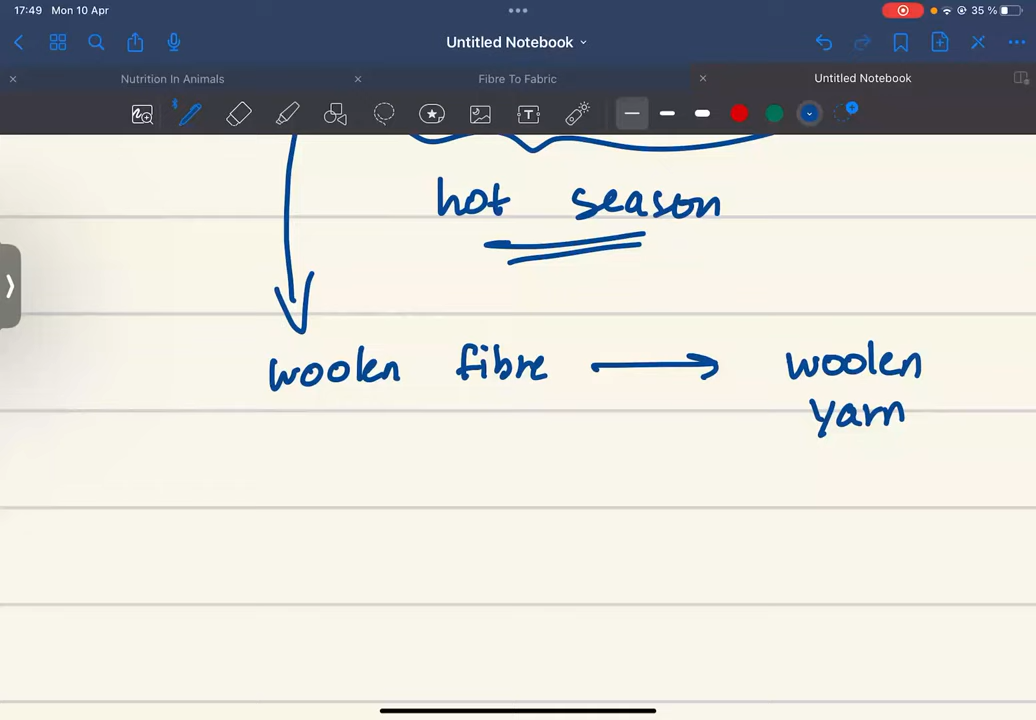 17:49 Mon 10 Apr
35 %
Untitled Notebook
Nutrition In Animals
Fibre To Fabric
Untitled Notebook
hot season
woolen fibre → woolen
yarn